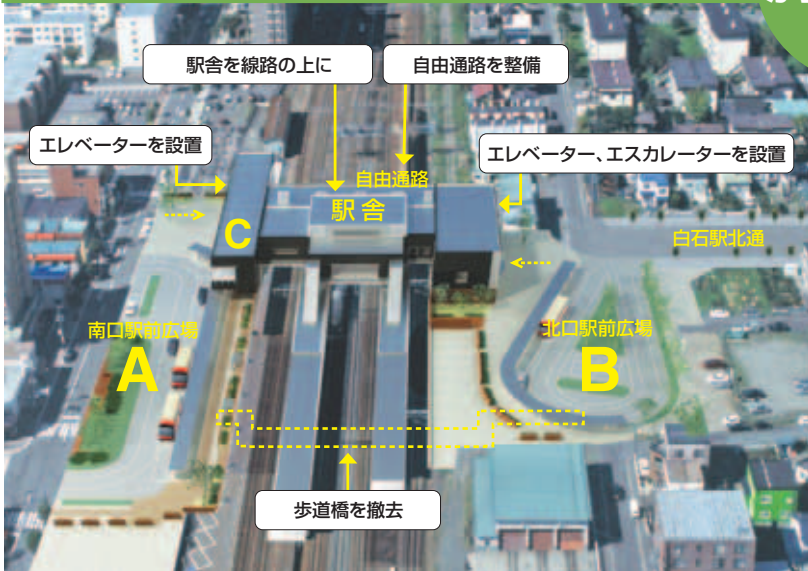 駅舎を線路の上に
自由通路を整備
エレベーターを設置
エレベーター、エスカレーターを設置
自由通路
駅舎
C
白石駅北通
南口駅前広場
A
北口駅前広場
B
歩道橋を撤去